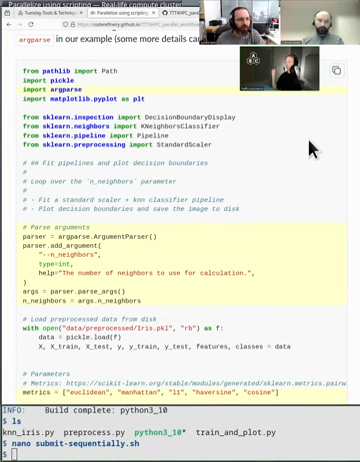 Parallelize using scripting — Real-life compute cluster
Tuesday Tools & Technique
Parallelize using scripting
https://coderefinery.github.io/TTT4HPC_parallel_workf
argparse in our example (some more details ca
from pathlib import Path
import pickle
import argparse
import matplotlib.pyplot as plt
from sklearn.inspection import DecisionBoundaryDisplay
from sklearn.neighbors import KNeighborsClassifier
from sklearn.pipeline import Pipeline
from sklearn.preprocessing import StandardScaler
# ## Fit pipelines and plot decision boundaries
#
# Loop over the `n_neighbors` parameter
#
# - Fit a standard scaler + knn classifier pipeline
# - Plot decision boundaries and save the image to disk
# Parse arguments
parser = argparse.ArgumentParser()
parser.add_argument(
"--n_neighbors",
type=int,
help="The number of neighbors to use for calculation.",
)
args = parser.parse_args()
n_neighbors = args.n_neighbors
# Load preprocessed data from disk
with open("data/preprocessed/Iris.pkl", "rb") as f:
data = pickle.load(f)
X, X_train, X_test, y, y_train, y_test, features, classes = data
# Parameters
# Metrics: https://scikit-learn.org/stable/modules/generated/sklearn.metrics.pairw
metrics = ["euclidean", "manhattan", "l1", "haversine", "cosine"]
INFO: Build complete: python3_10
$ ls
knn_iris.py preprocess.py python3_10* train_and_plot.py
$ nano submit-sequentially.sh
$